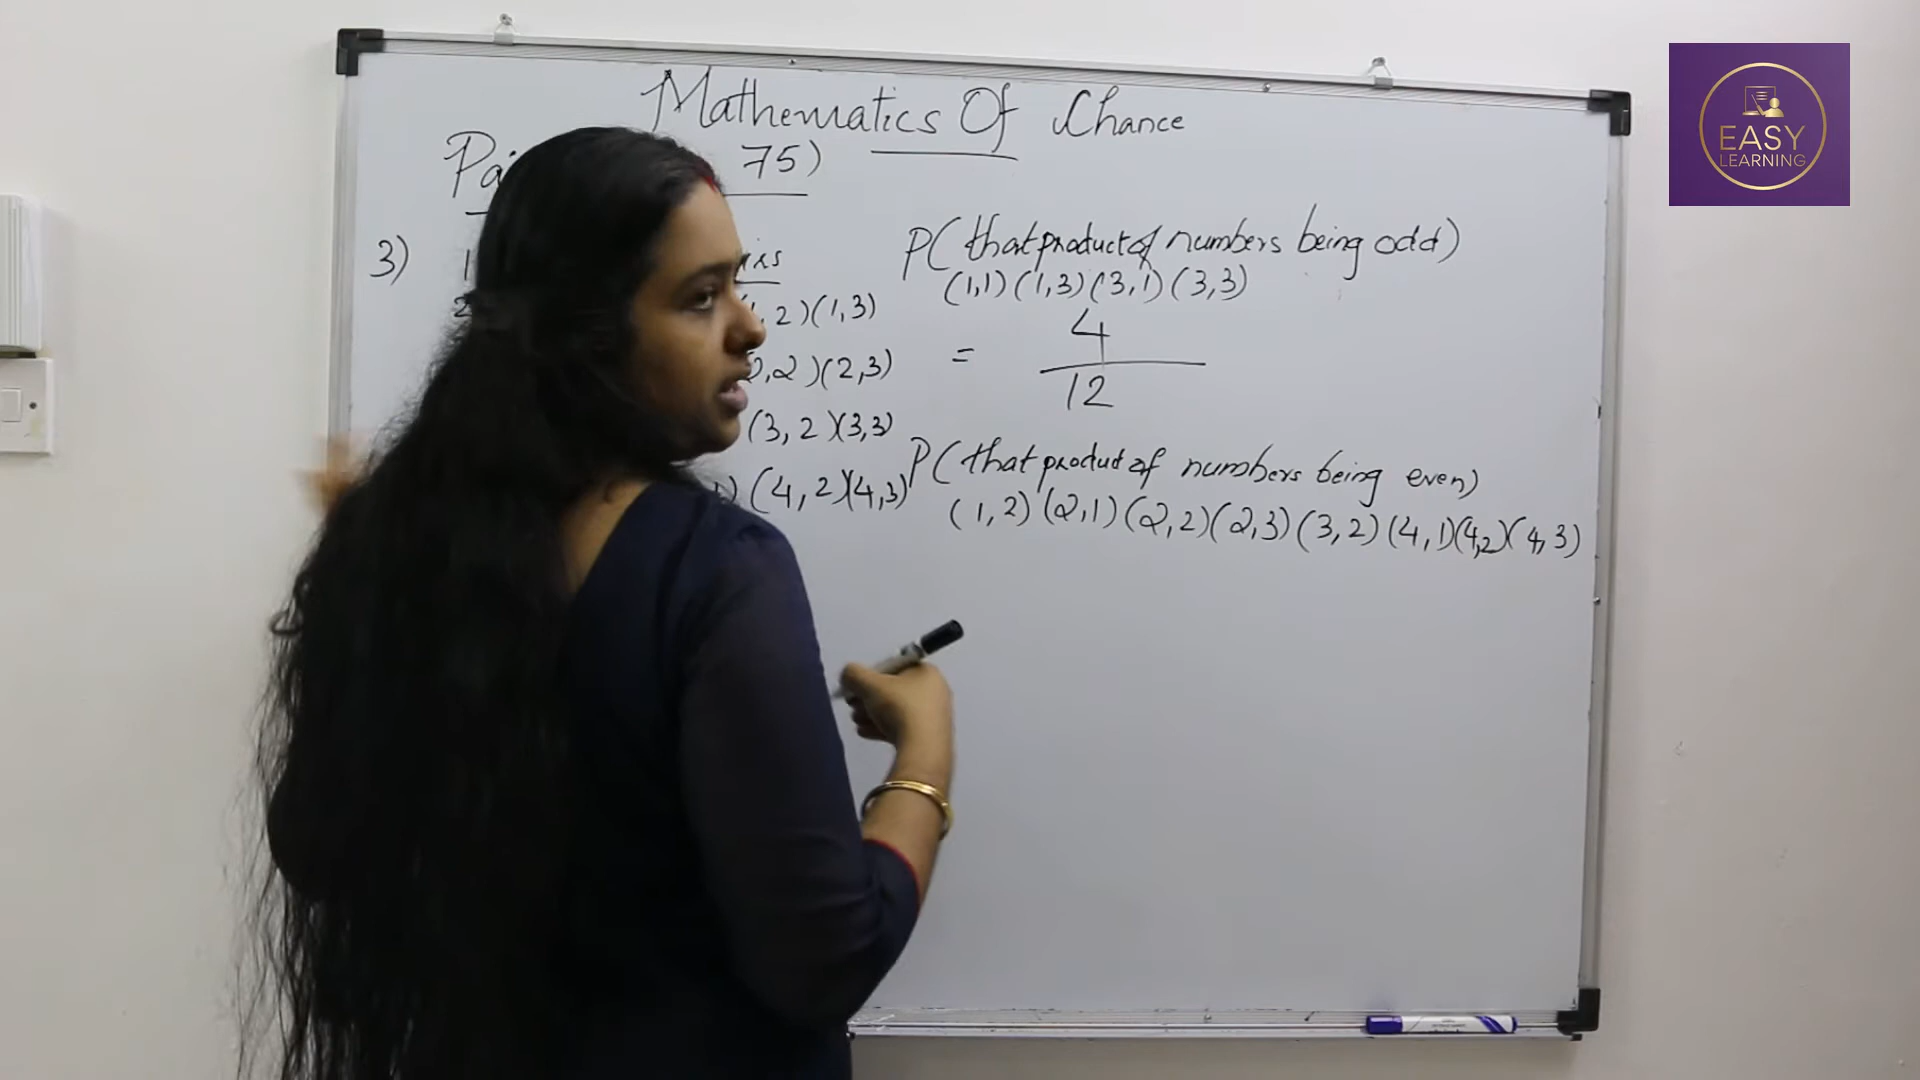 Mathematics Of Chance
75)
3)
2)(1,3)
2,2)(2,3)
(3,2)(3,3)
(4,2)(4,3)
P(that product of numbers being odd)
(1,1)(1,3)(3,1)(3,3)
= 4
12
P(that product of numbers being even)
(1,2)(2,1)(2,2)(2,3)(3,2)(4,1)(4,2)(4,3)
EASY
LEARNING